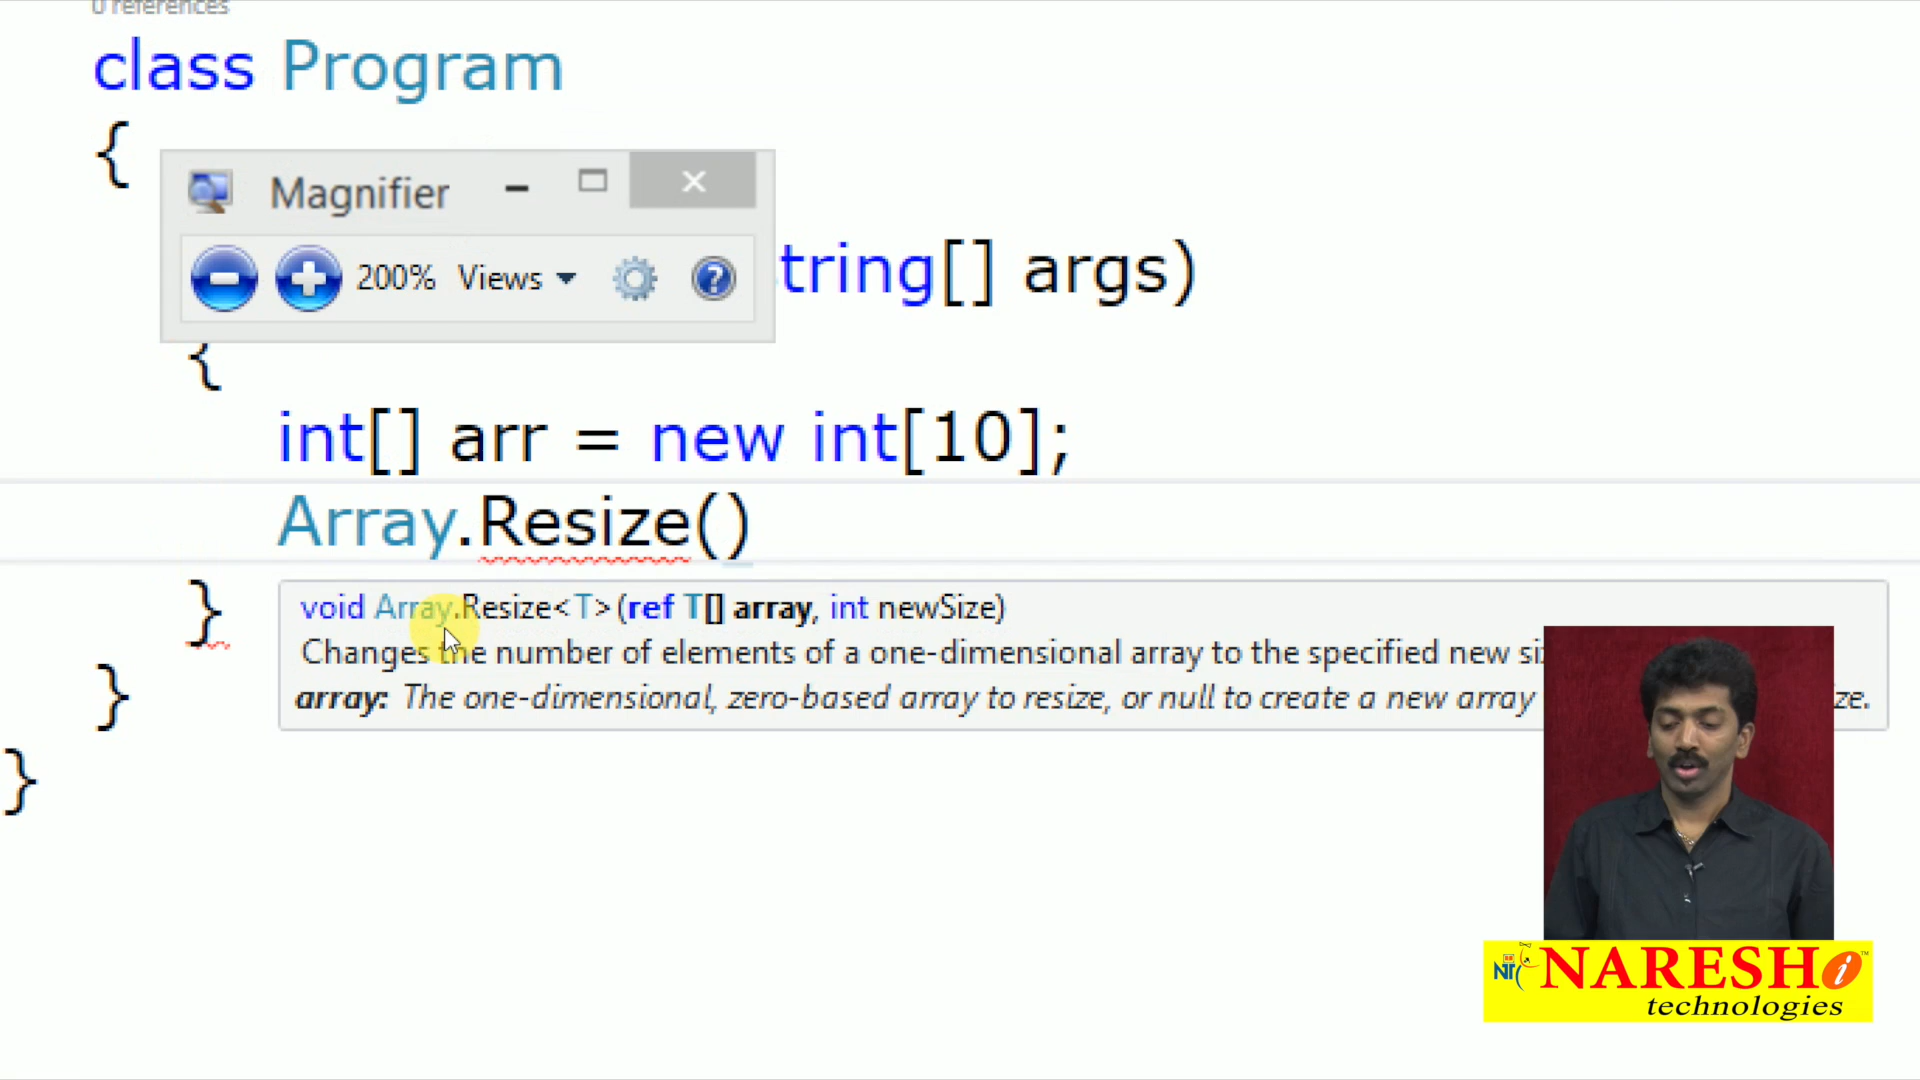 0 references
class Program
{
Magnifier
200% Views
tring[] args)
{
int[] arr = new int[10];
Array.Resize()
}
void Array.Resize<T>(ref T[] array, int newSize)
Changes the number of elements of a one-dimensional array to the specified new si
array: The one-dimensional, zero-based array to resize, or null to create a new array ze.
}
}
NT NARESH i ™
technologies